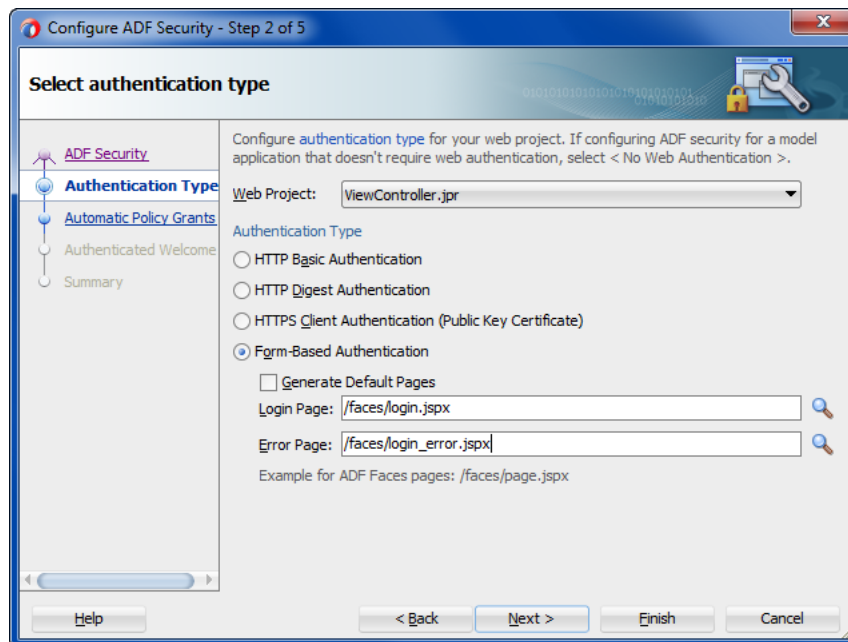 Configure ADF Security - Step 2 of 5
Select authentication type
ADF Security
Authentication Type
Automatic Policy Grants
Authenticated Welcome
Summary
Configure authentication type for your web project. If configuring ADF security for a model
application that doesn't require web authentication, select < No Web Authentication >.
Web Project: ViewController.jpr
Authentication Type
HTTP Basic Authentication
HTTP Digest Authentication
HTTPS Client Authentication (Public Key Certificate)
Form-Based Authentication
Generate Default Pages
Login Page: /faces/login.jspx
Error Page: /faces/login_error.jspx
Example for ADF Faces pages: /faces/page.jspx
Help
< Back
Next >
Finish
Cancel